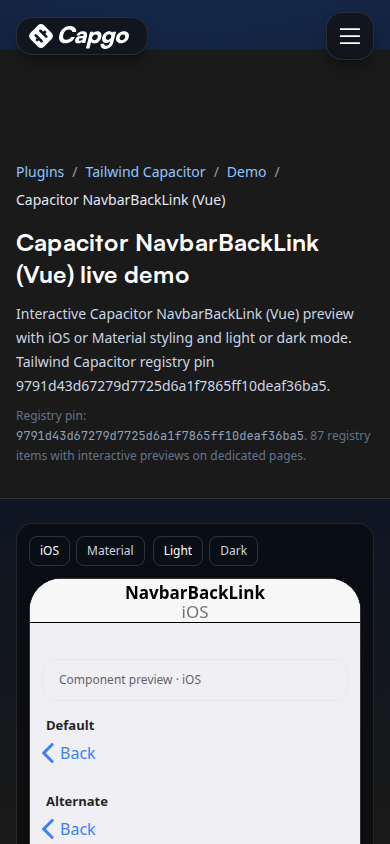 Capgo
Plugins / Tailwind Capacitor / Demo /
Capacitor NavbarBackLink (Vue)
Capacitor NavbarBackLink
(Vue) live demo
Interactive Capacitor NavbarBackLink (Vue) preview
with iOS or Material styling and light or dark mode.
Tailwind Capacitor registry pin
9791d43d67279d7725d6a1f7865ff10deaf36ba5.
Registry pin:
9791d43d67279d7725d6a1f7865ff10deaf36ba5. 87 registry
items with interactive previews on dedicated pages.
iOS Material Light Dark
NavbarBackLink
iOS
Component preview · iOS
Default
Back
Alternate
Back